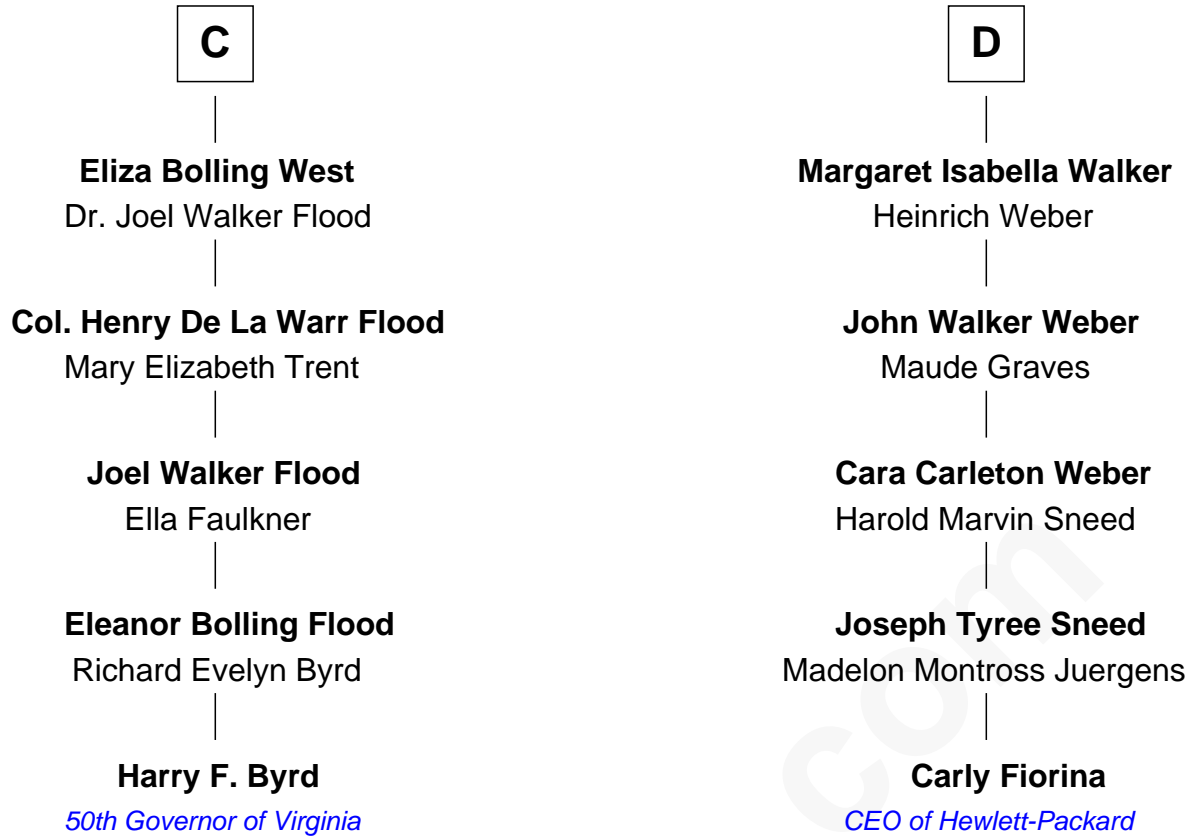 C
Eliza Bolling West
Dr. Joel Walker Flood
Col. Henry De La Warr Flood
Mary Elizabeth Trent
Joel Walker Flood
Ella Faulkner
Eleanor Bolling Flood
Richard Evelyn Byrd
Harry F. Byrd
50th Governor of Virginia
D
Margaret Isabella Walker
Heinrich Weber
John Walker Weber
Maude Graves
Cara Carleton Weber
Harold Marvin Sneed
Joseph Tyree Sneed
Madelon Montross Juergens
Carly Fiorina
CEO of Hewlett-Packard
com